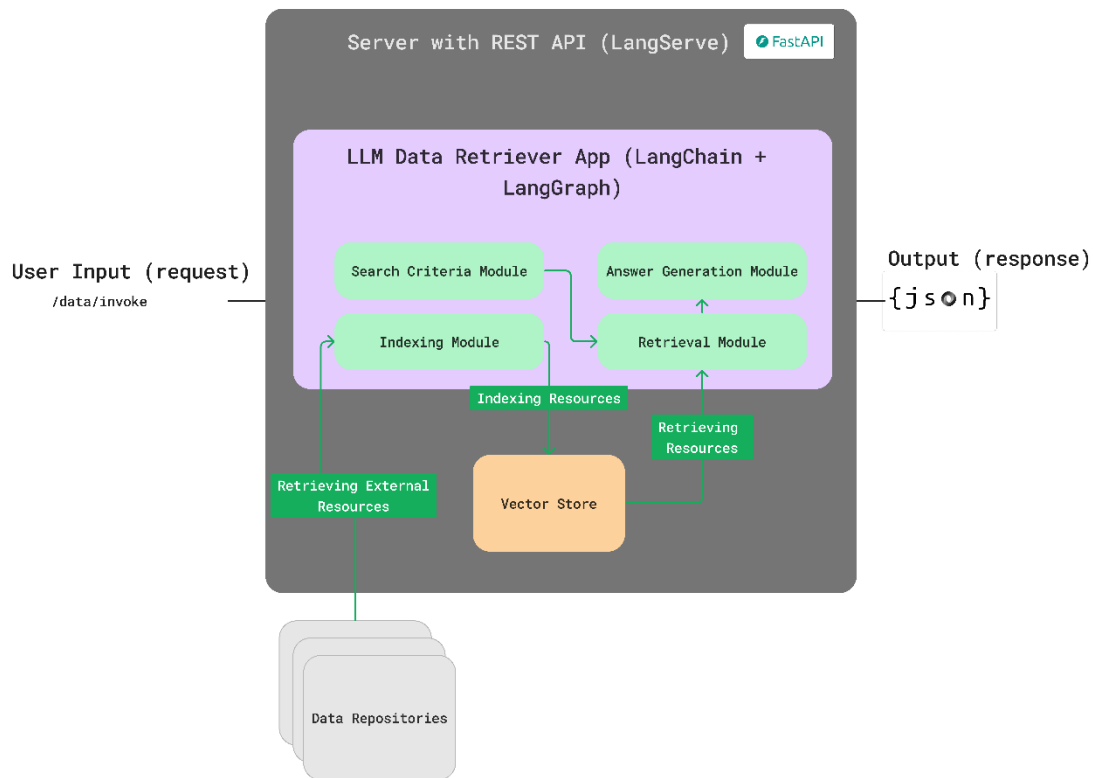 Server with REST API (LangServe)
FastAPI
LLM Data Retriever App (LangChain +
LangGraph)
Search Criteria Module
Answer Generation Module
User Input (request)
/data/invoke
Output (response)
{json}
Indexing Module
Retrieval Module
Indexing Resources
Retrieving
Resources
Retrieving External
Resources
Vector Store
Data Repositories